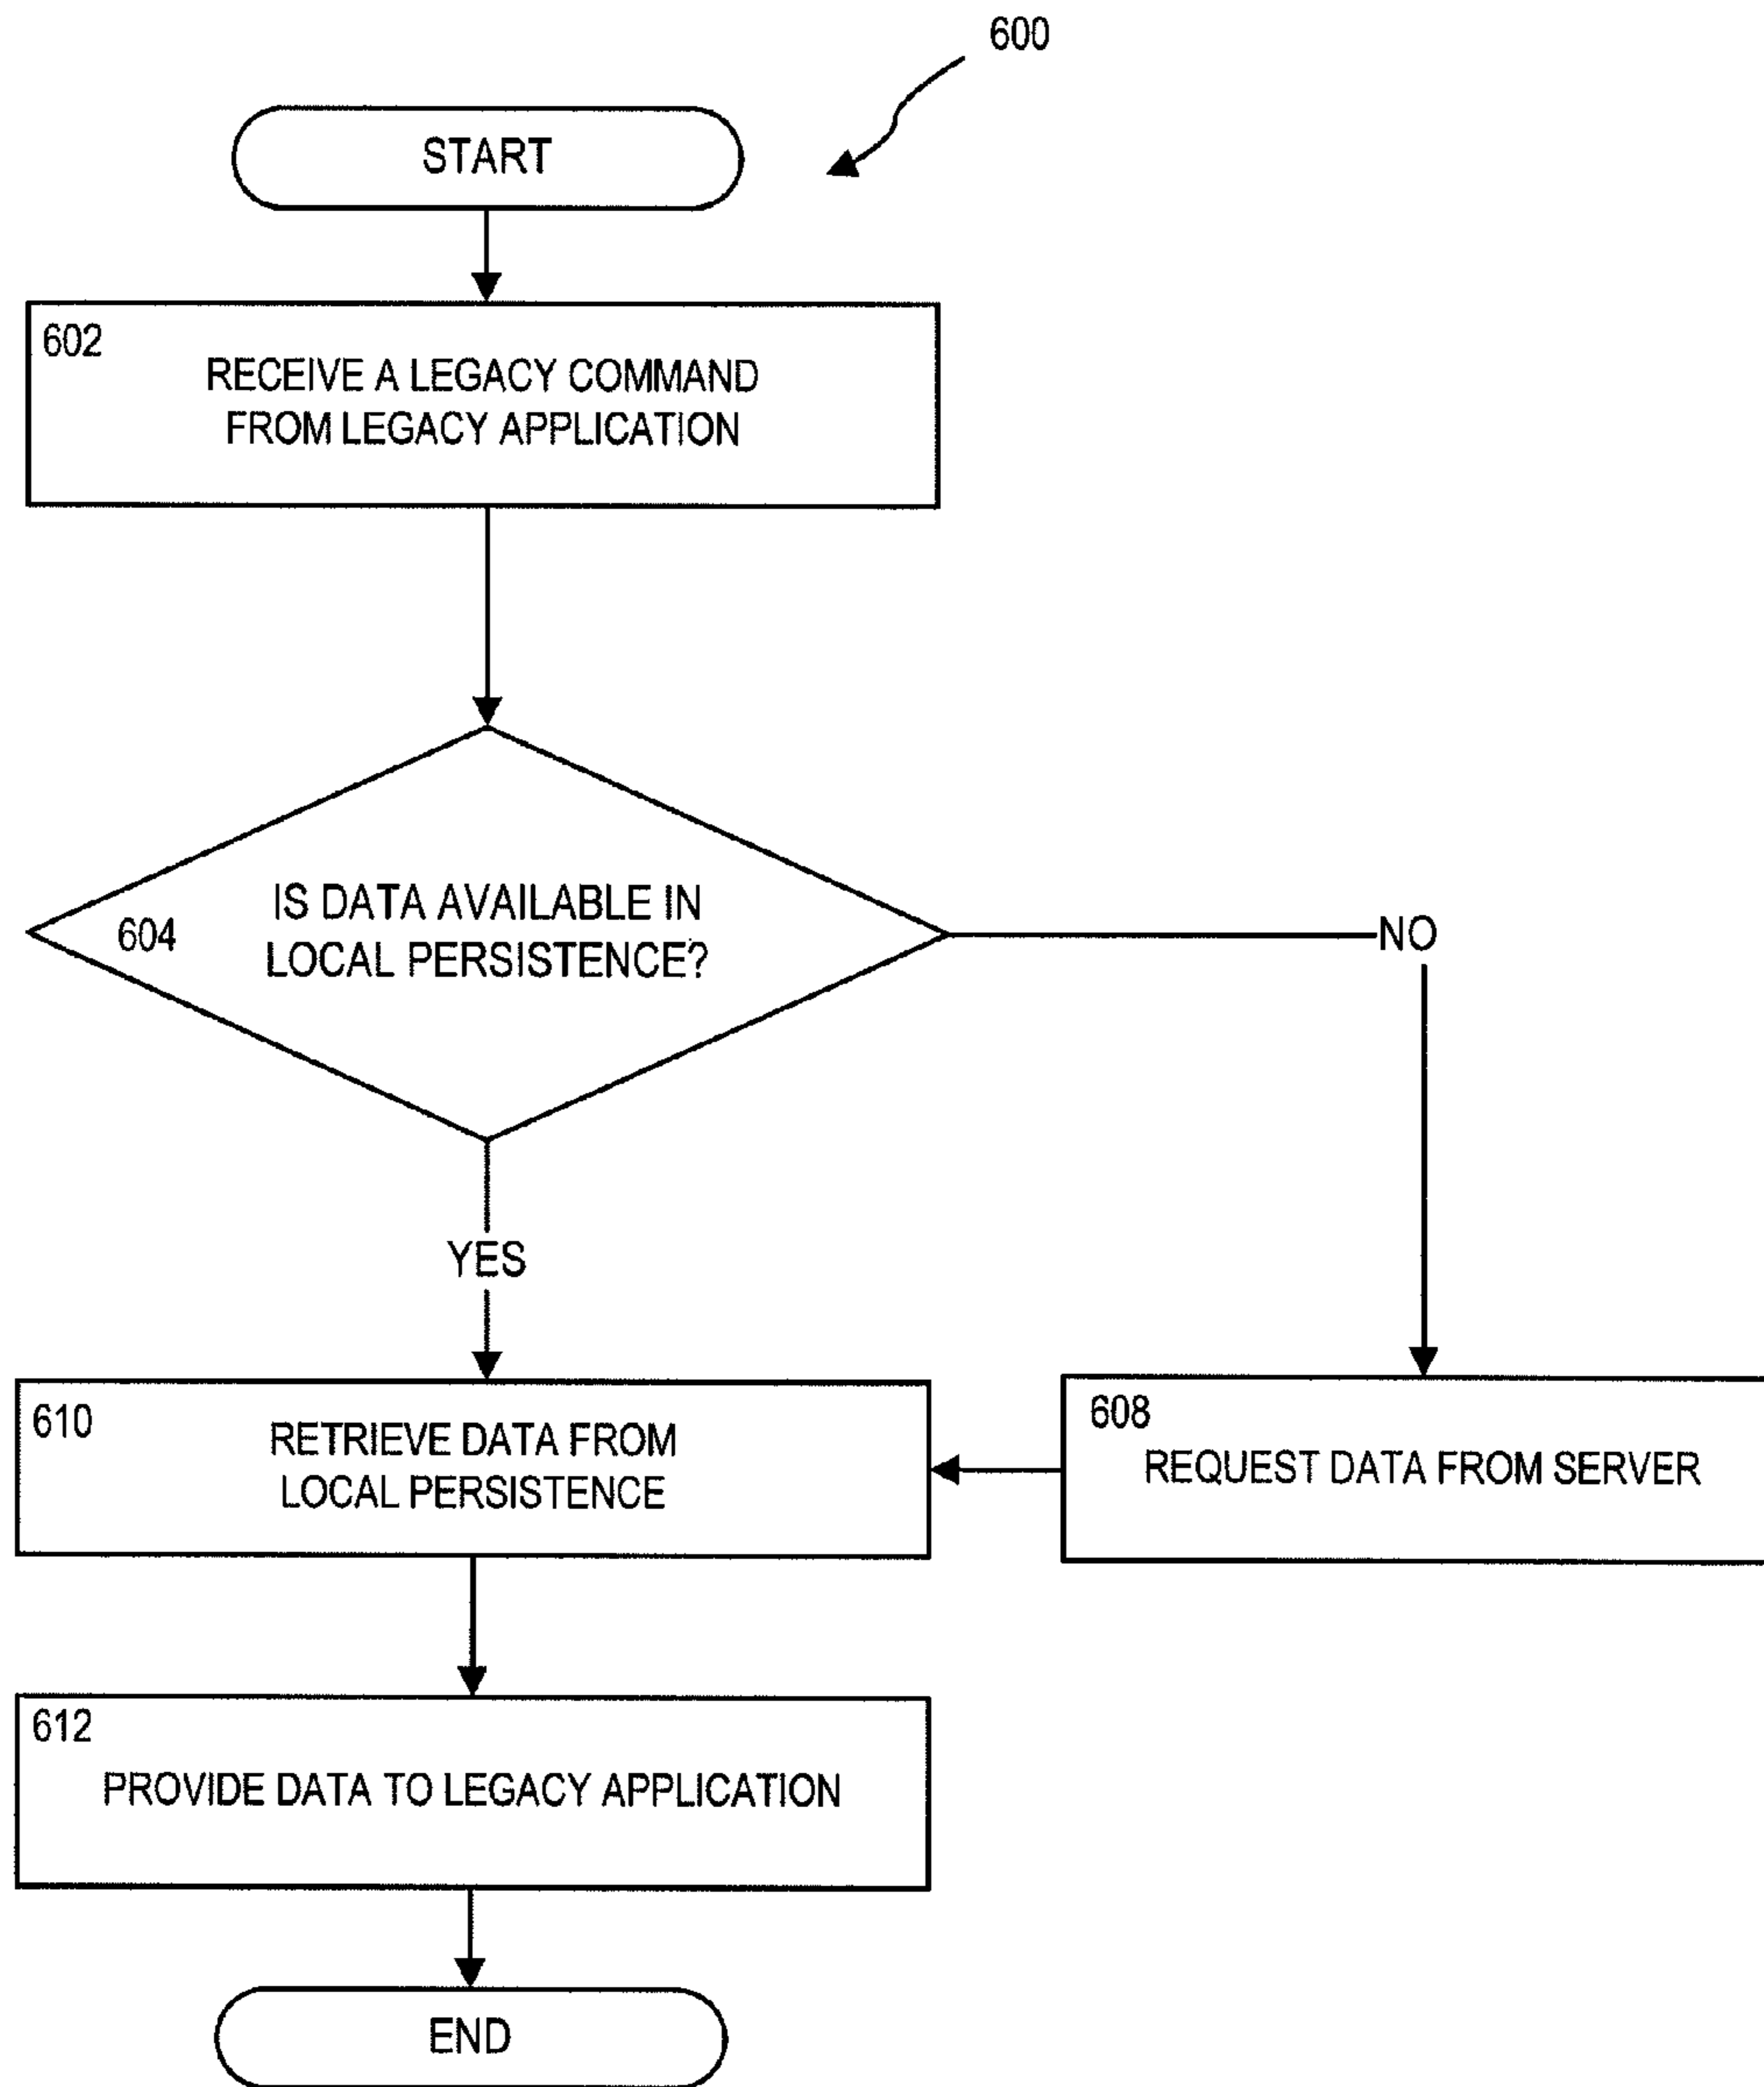 600
START
602
RECEIVE A LEGACY COMMAND
FROM LEGACY APPLICATION
IS DATA AVAILABLE IN
604
LOCAL PERSISTENCE?
NO
YES
610
RETRIEVE DATA FROM
LOCAL PERSISTENCE
608
REQUEST DATA FROM SERVER
612
PROVIDE DATA TO LEGACY APPLICATION
END